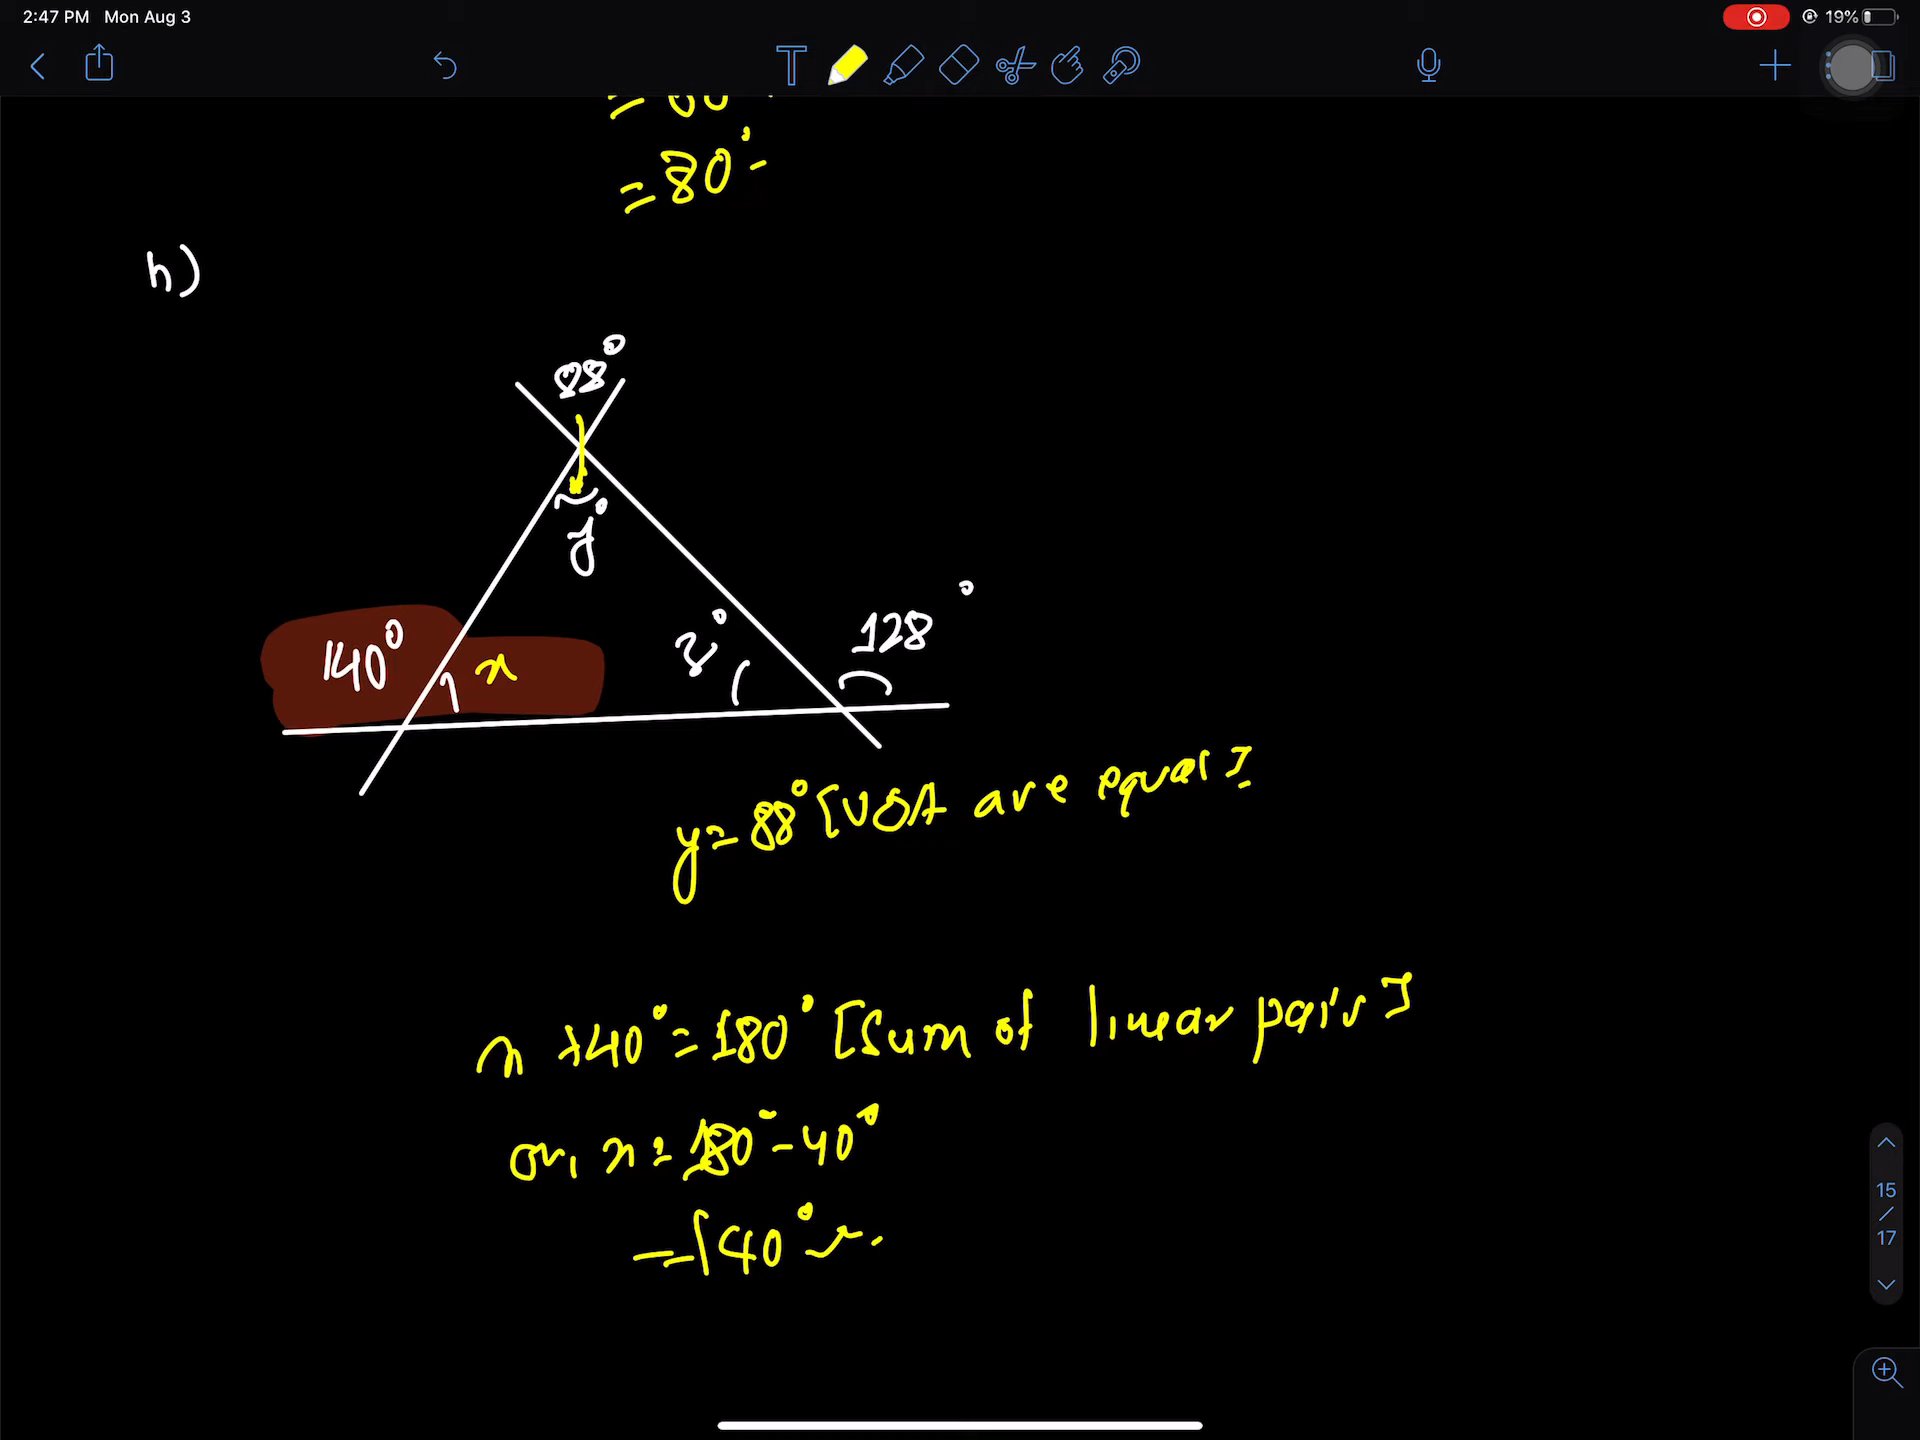 2:47 PM Mon Aug 3
19%
= 80°
h)
88°
y°
140°
x
z°
128°
y = 88° [VOA are equal]
x + 40° = 180° [Sum of linear pair]
or, x = 180° - 40°
= 140°
15
/
17